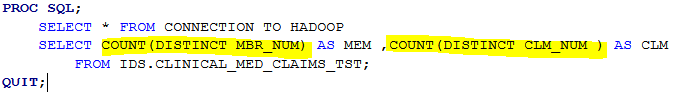 PROC SQL;
SELECT * FROM CONNECTION TO HADOOP
SELECT COUNT(DISTINCT MBR_NUM) AS MEM ,COUNT(DISTINCT CLM_NUM ) AS CLM
FROM IDS.CLINICAL_MED_CLAIMS_TST;
QUIT;